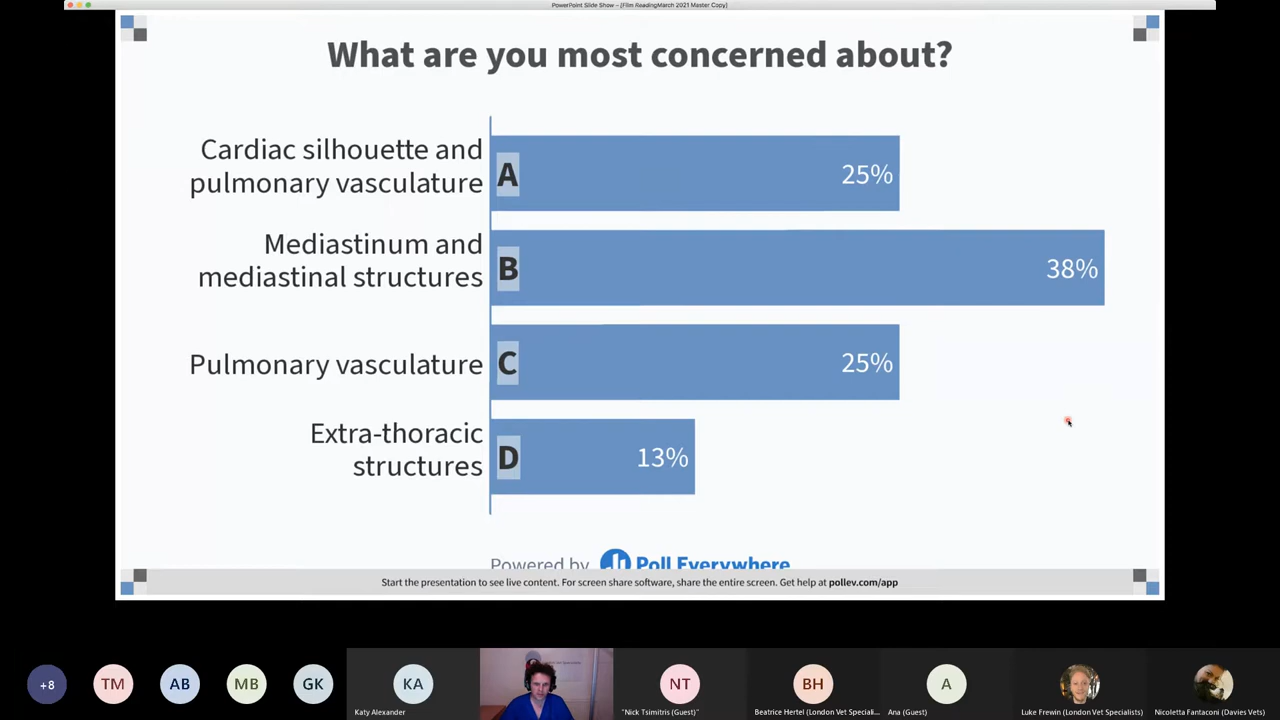 PowerPoint Slide Show – [Film ReadingMarch 2021 Master Copy]
What are you most concerned about?
Cardiac silhouette and
pulmonary vasculature
A
25%
Mediastinum and
mediastinal structures
B
38%
Pulmonary vasculature
C
25%
Extra-thoracic
structures
D
13%
Powered by Poll Everywhere
Start the presentation to see live content. For screen share software, share the entire screen. Get help at pollev.com/app
+8
TM
AB
MB
GK
KA
Katy Alexander
NT
"Nick Tsimitris (Guest)"
BH
Beatrice Hertel (London Vet Speciali...
A
Ana (Guest)
Luke Frewin (London Vet Specialists)
Nicoletta Fantaconi (Davies Vets)